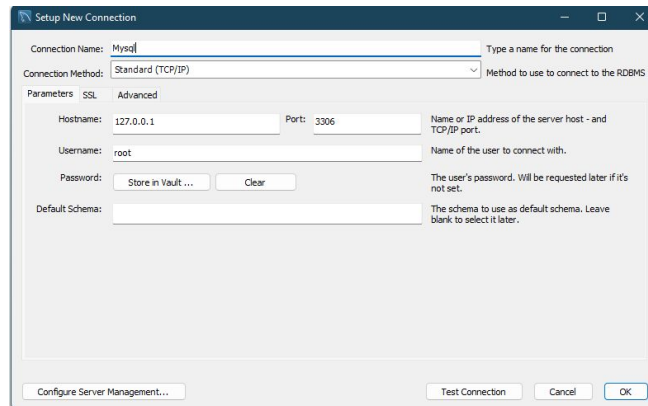 Setup New Connection
Connection Name: Mysql Type a name for the connection
Connection Method: Standard (TCP/IP) Method to use to connect to the RDBMS
Parameters SSL Advanced
Hostname: 127.0.0.1 Port: 3306 Name or IP address of the server host - and
TCP/IP port.
Username: root Name of the user to connect with.
Password: Store in Vault ... Clear The user's password. Will be requested later if it's
not set.
Default Schema: The schema to use as default schema. Leave
blank to select it later.
Configure Server Management... Test Connection Cancel OK